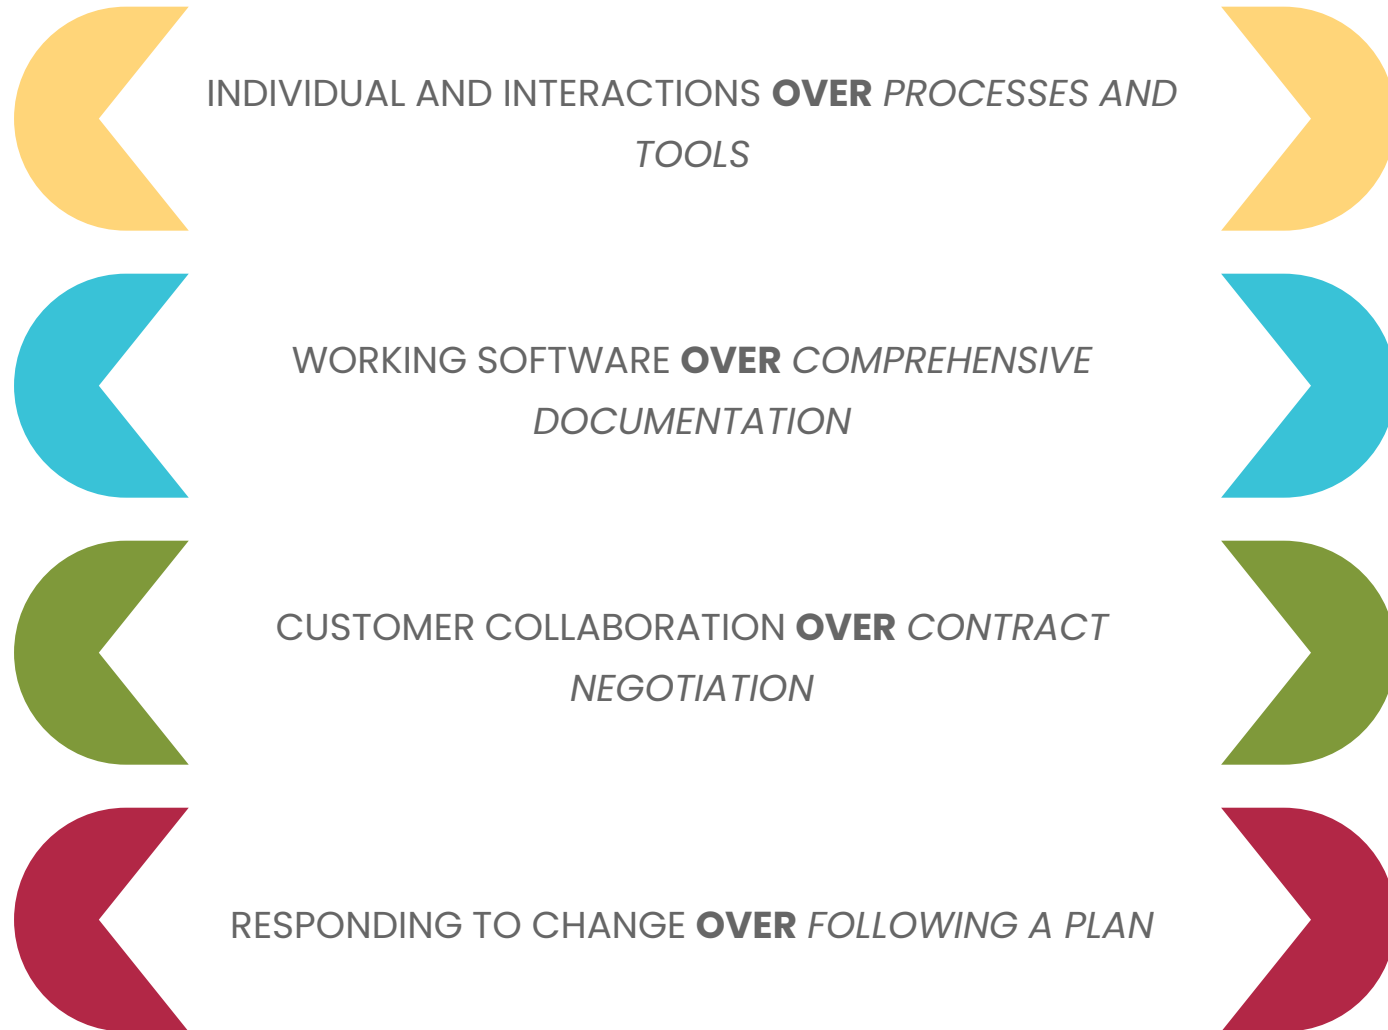 INDIVIDUAL AND INTERACTIONS OVER PROCESSES AND
TOOLS
WORKING SOFTWARE OVER COMPREHENSIVE
DOCUMENTATION
CUSTOMER COLLABORATION OVER CONTRACT
NEGOTIATION
RESPONDING TO CHANGE OVER FOLLOWING A PLAN